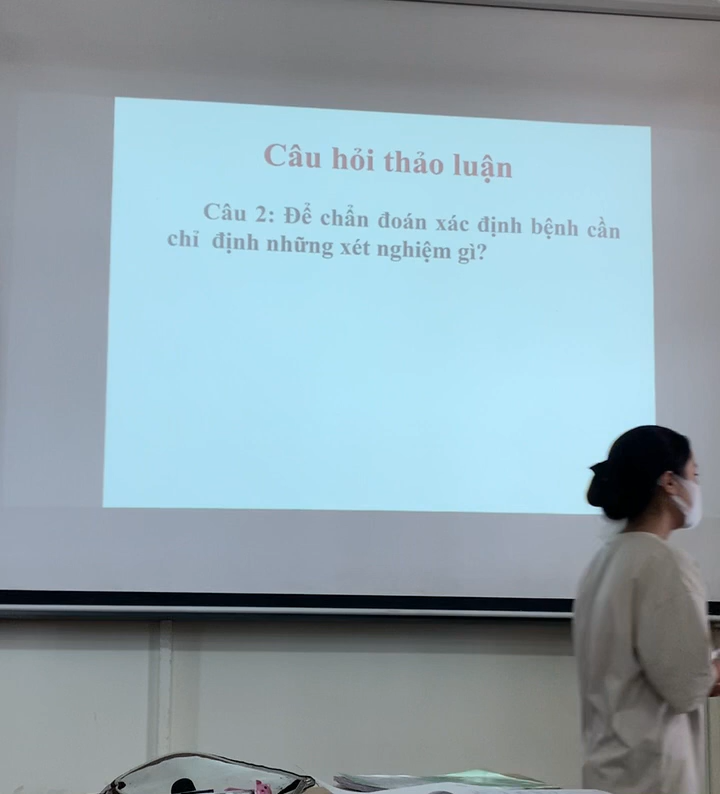 Câu hỏi thảo luận
Câu 2: Để chẩn đoán xác định bệnh cần
chỉ định những xét nghiệm gì?